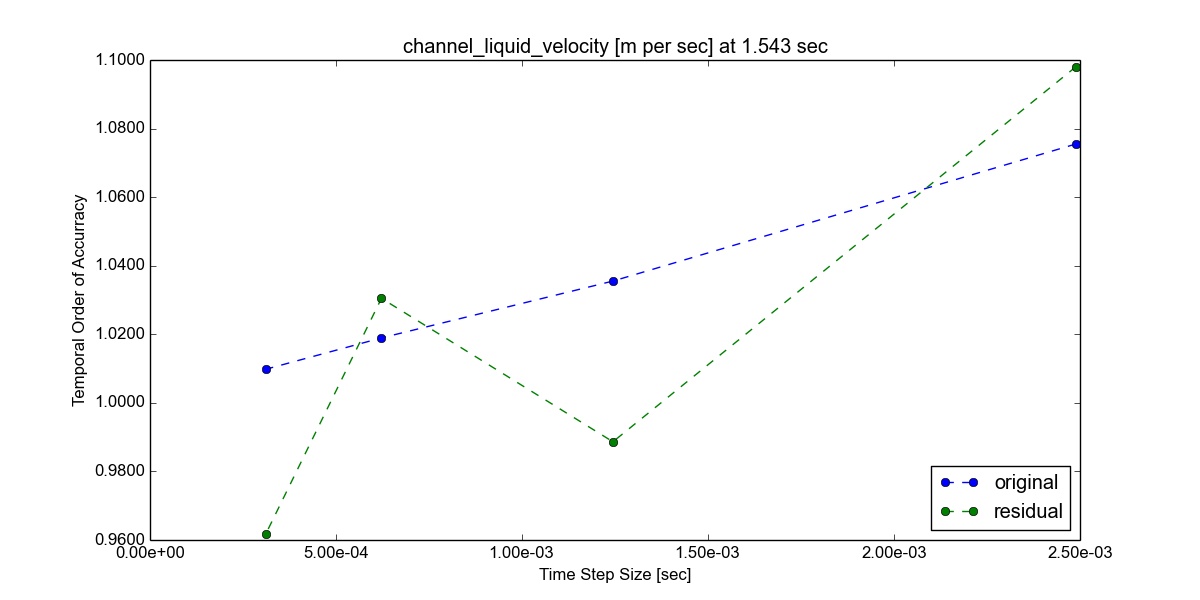 channel_liquid_velocity [m per sec] at 1.543 sec
1.1000
1.0800
1.0600
1.0400
1.0200
1.0000
0.9800
0.9600
Temporal Order of Accurracy
original
residual
0.00e+00 5.00e-04 1.00e-03 1.50e-03 2.00e-03 2.50e-03
Time Step Size [sec]